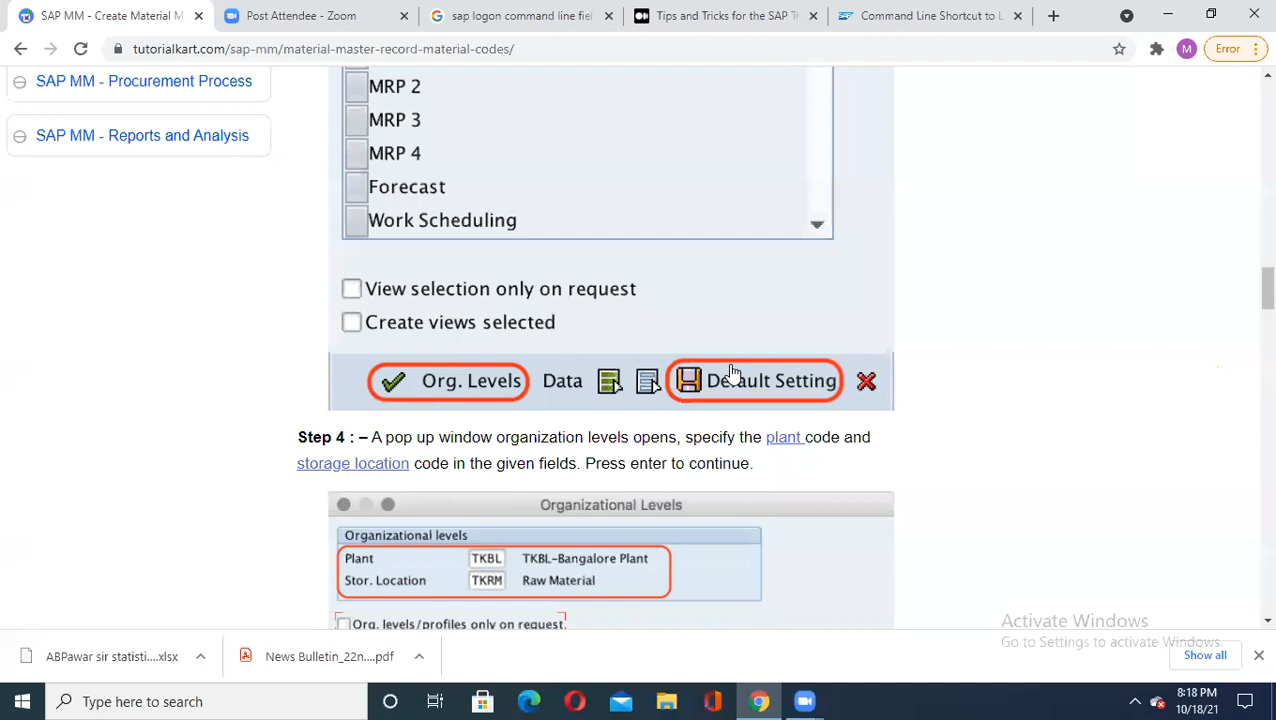 SAP MM - Create Material M
Post Attendee - Zoom
sap logon command line fiel
Tips and Tricks for the SAP T
Command Line Shortcut to L
tutorialkart.com/sap-mm/material-master-record-material-codes/
M
Error
SAP MM - Procurement Process
SAP MM - Reports and Analysis
MRP 2
MRP 3
MRP 4
Forecast
Work Scheduling
View selection only on request
Create views selected
Org. Levels
Data
Default Setting
Step 4 : – A pop up window organization levels opens, specify the plant code and
storage location code in the given fields. Press enter to continue.
Organizational Levels
Organizational levels
Plant TKBL TKBL-Bangalore Plant
Stor. Location TKRM Raw Material
Org. levels/profiles only on request
Activate Windows
Go to Settings to activate Windows.
ABPawar sir statisti....xlsx
News Bulletin_22n....pdf
Show all
Type here to search
8:18 PM
10/18/21